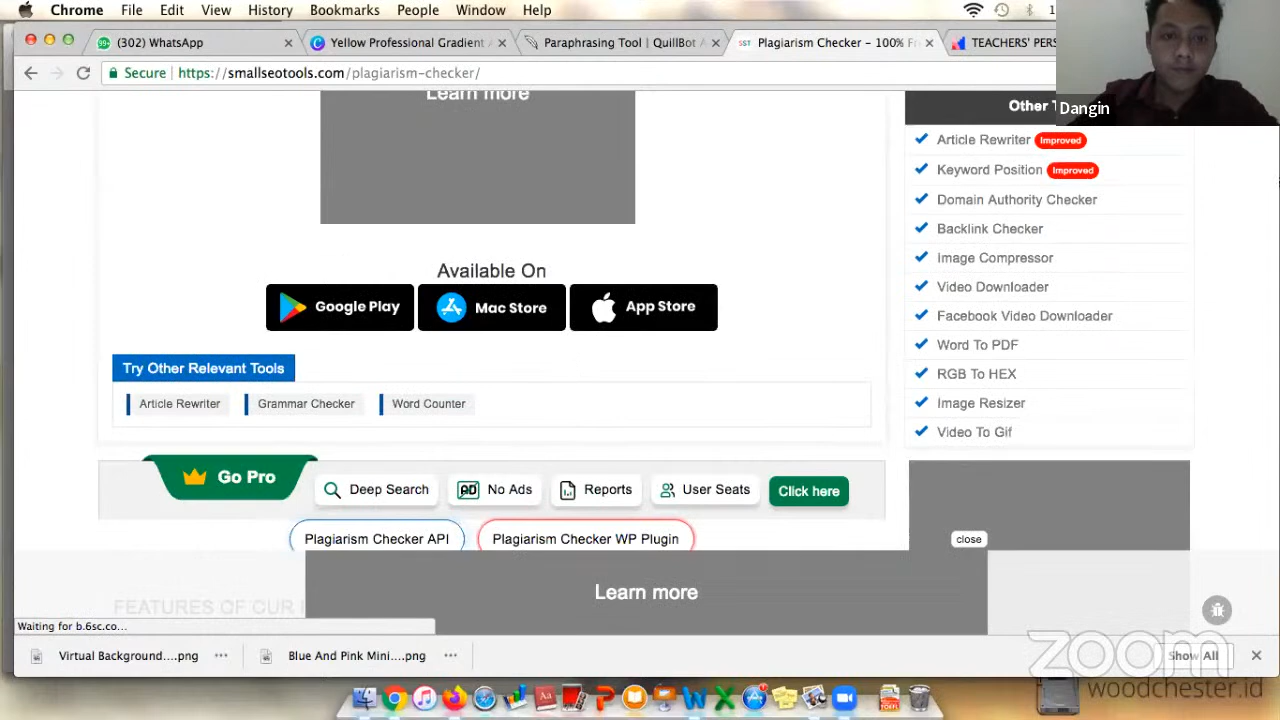 Chrome File Edit View History Bookmarks People Window Help
(302) WhatsApp
Yellow Professional Gradient
Paraphrasing Tool | QuillBot
SST Plagiarism Checker - 100% Fr
TEACHERS' PERS
Secure https://smallseotools.com/plagiarism-checker/
Dangin
Learn more
Other T
Article Rewriter Improved
Keyword Position Improved
Domain Authority Checker
Backlink Checker
Image Compressor
Video Downloader
Facebook Video Downloader
Word To PDF
RGB To HEX
Image Resizer
Video To Gif
Available On
Google Play Mac Store App Store
Try Other Relevant Tools
Article Rewriter Grammar Checker Word Counter
Go Pro Deep Search AD No Ads Reports User Seats Click here
Plagiarism Checker API Plagiarism Checker WP Plugin
close
Learn more
FEATURES OF OUR
Waiting for b.6sc.co...
Virtual Background....png Blue And Pink Mini....png Show All
zoom
woodchester.id